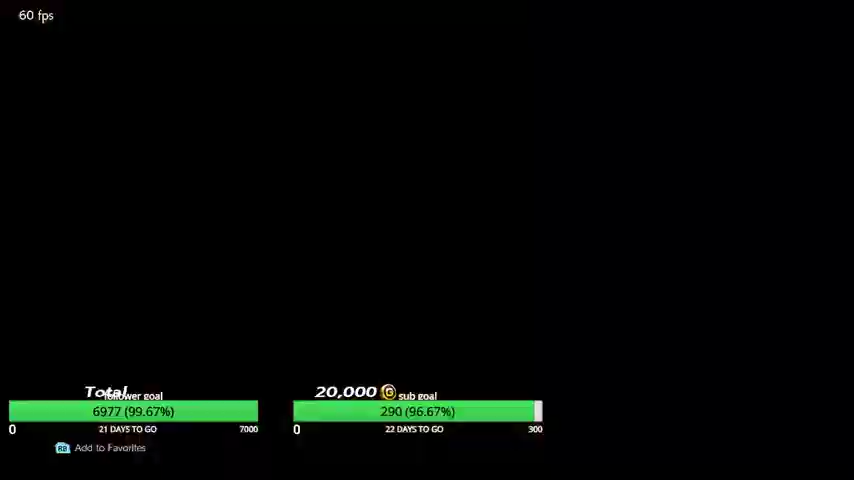 60 fps
Total
follower goal
6977 (99.67%)
0
21 DAYS TO GO
7000
20,000 G
sub goal
290 (96.67%)
0
22 DAYS TO GO
300
RB Add to Favorites